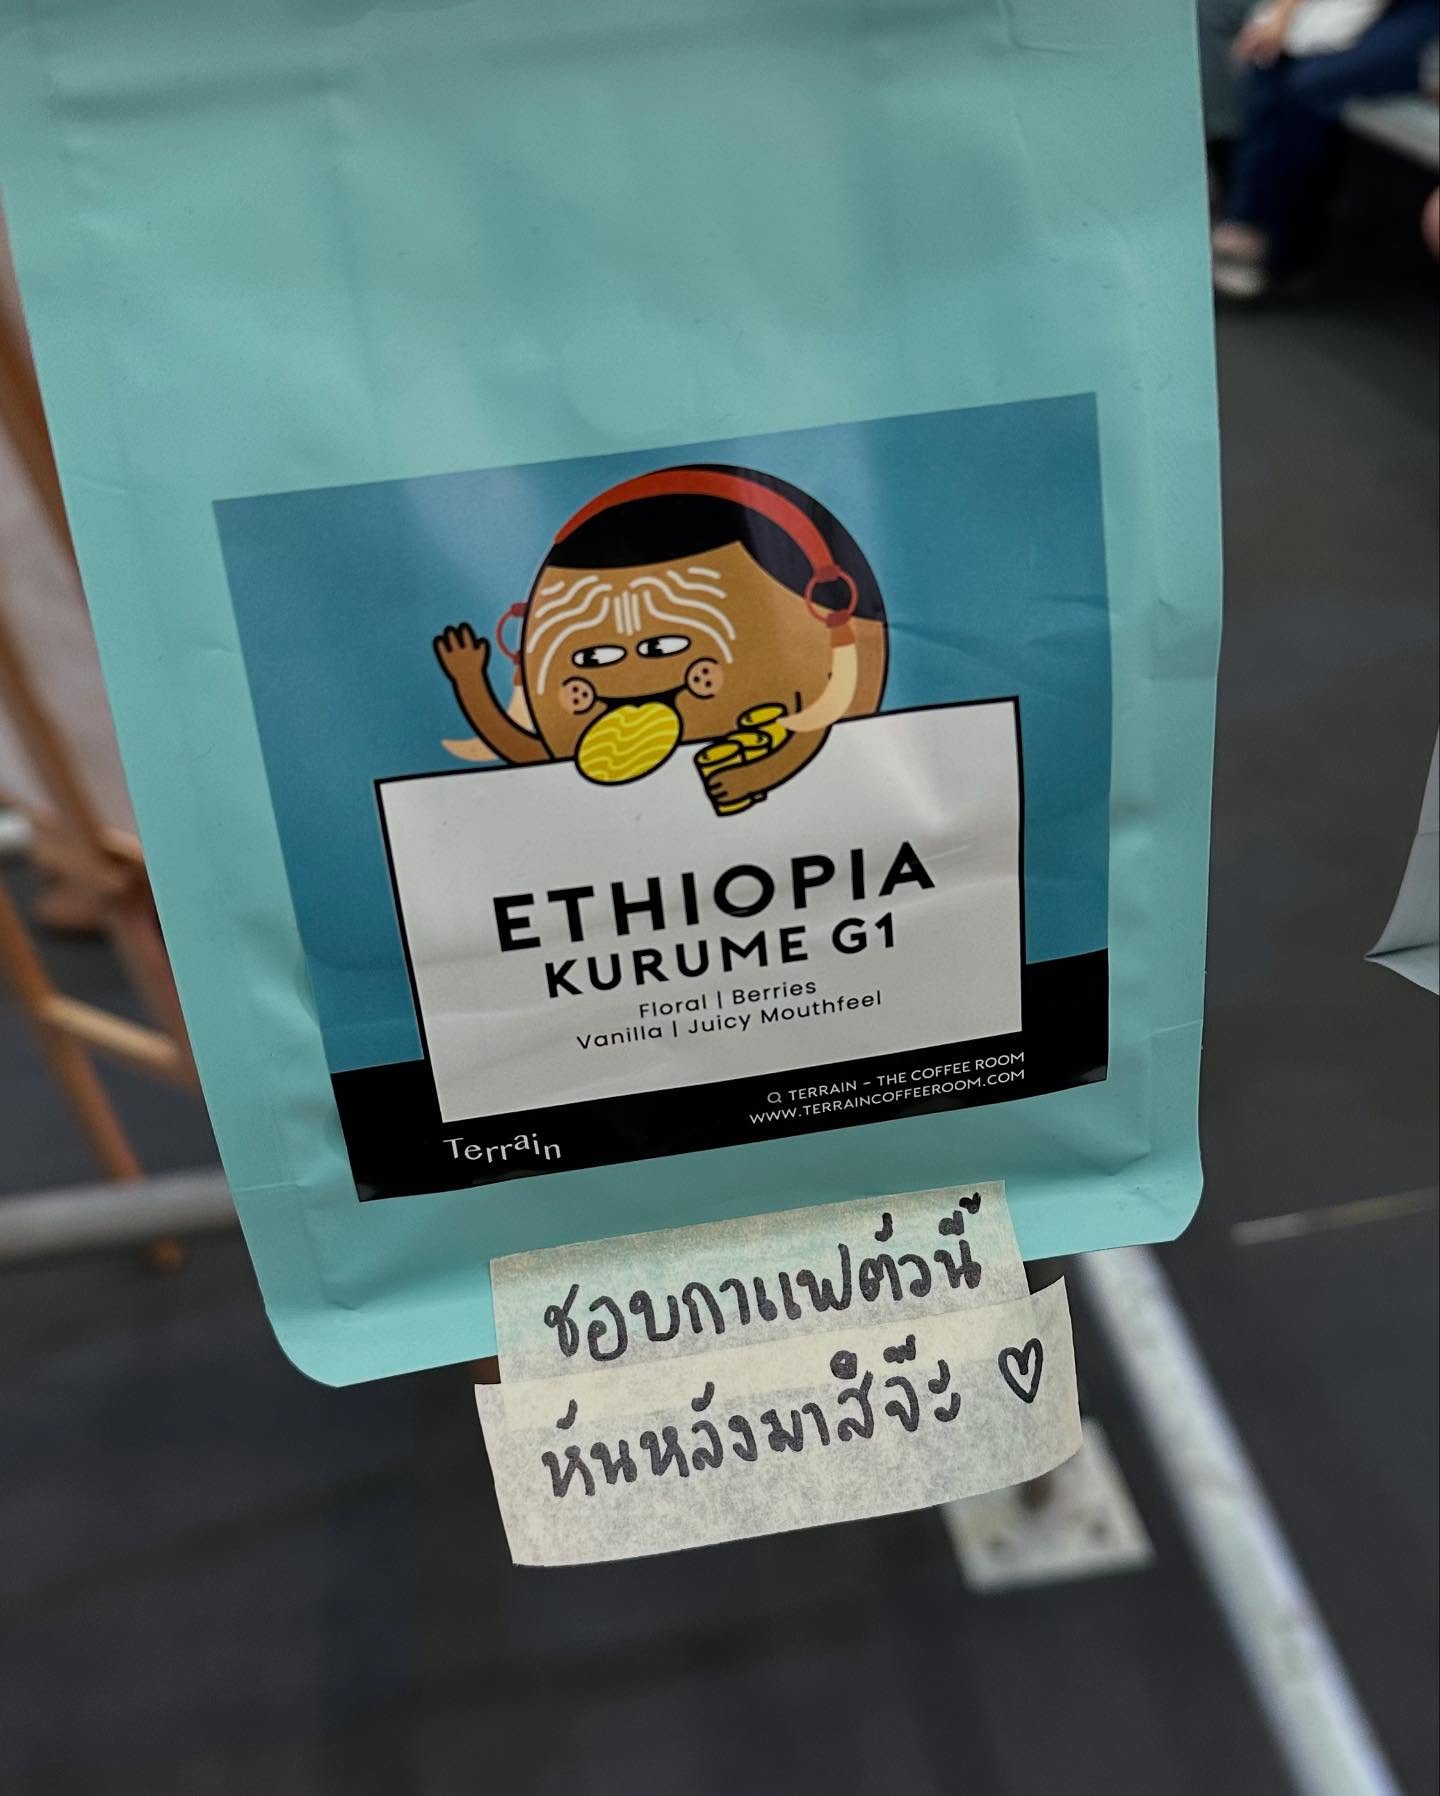 ETHIOPIA
KURUME G1
Floral | Berries
Vanilla | Juicy Mouthfeel
TERRAIN - THE COFFEE ROOM
WWW.TERRAINCOFFEEROOM.COM
Terrain
ชอบกาแฟตัวนี้
หันหลังมาสิจ๊ะ ♡